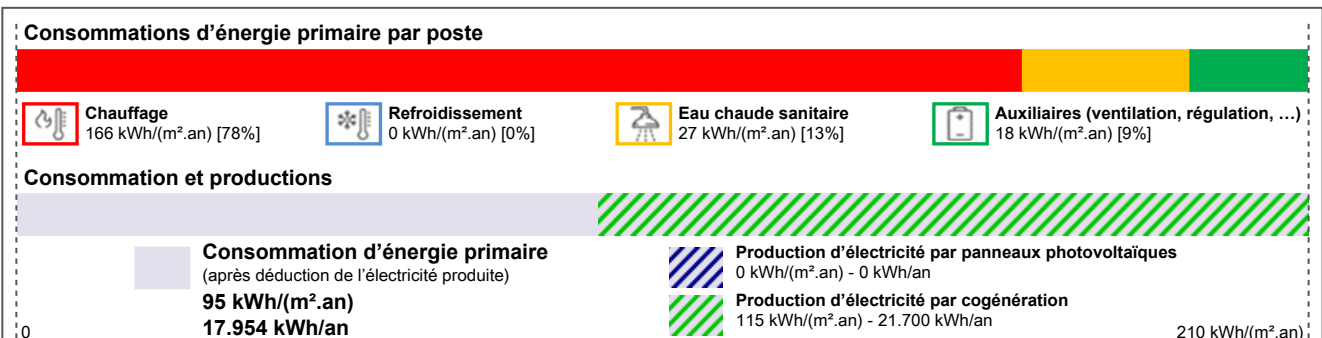 Consommations d’énergie primaire par poste
Chauffage
166 kWh/(m².an) [78%]
Refroidissement
0 kWh/(m².an) [0%]
Eau chaude sanitaire
27 kWh/(m².an) [13%]
Auxiliaires (ventilation, régulation, …)
18 kWh/(m².an) [9%]
Consommation et productions
Consommation d’énergie primaire
(après déduction de l’électricité produite)
95 kWh/(m².an)
17.954 kWh/an
Production d’électricité par panneaux photovoltaïques
0 kWh/(m².an) - 0 kWh/an
Production d’électricité par cogénération
115 kWh/(m².an) - 21.700 kWh/an
0
210 kWh/(m².an)